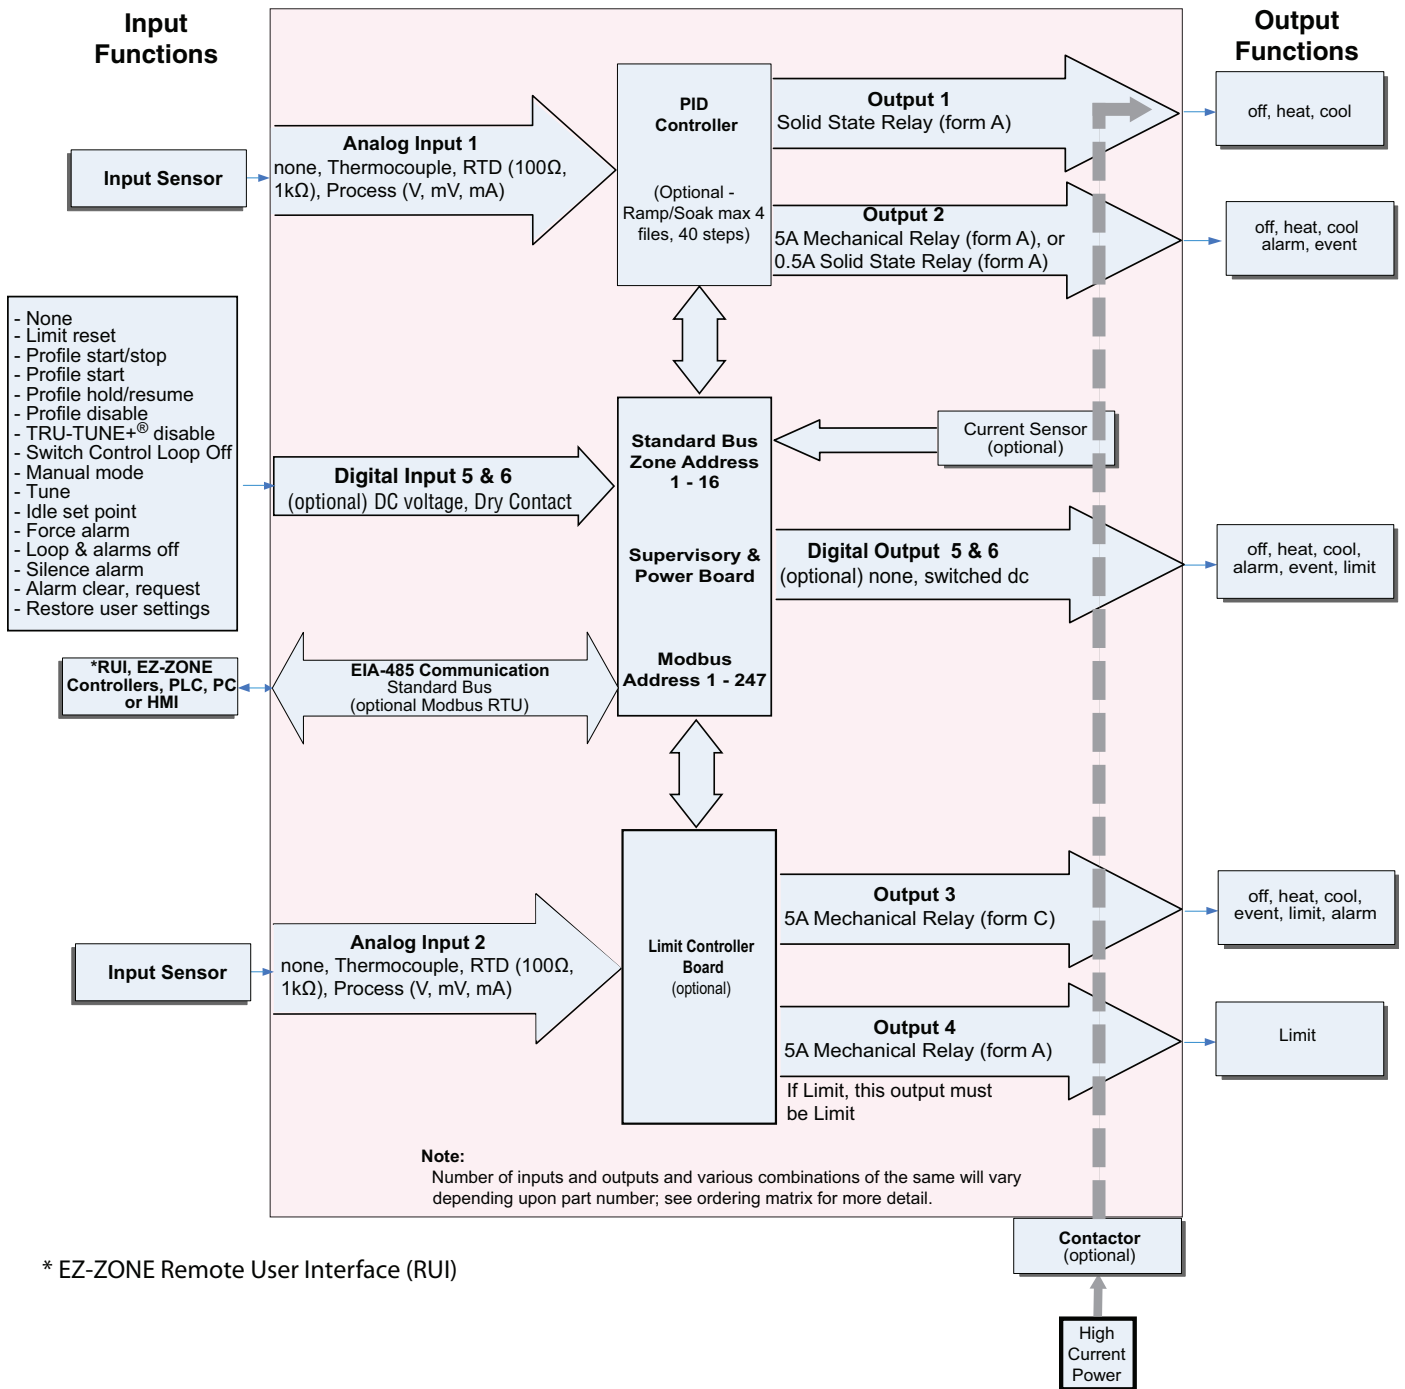 Input
Functions
Output
Functions
PID
Controller
(Optional -
Ramp/Soak max 4
files, 40 steps)
Output 1
Solid State Relay (form A)
off, heat, cool
Analog Input 1
none, Thermocouple, RTD (100Ω,
1kΩ), Process (V, mV, mA)
Input Sensor
Output 2
5A Mechanical Relay (form A), or
0.5A Solid State Relay (form A)
off, heat, cool
alarm, event
- None
- Limit reset
- Profile start/stop
- Profile start
- Profile hold/resume
- Profile disable
- TRU-TUNE+® disable
- Switch Control Loop Off
- Manual mode
- Tune
- Idle set point
- Force alarm
- Loop & alarms off
- Silence alarm
- Alarm clear, request
- Restore user settings
Digital Input 5 & 6
(optional) DC voltage, Dry Contact
Standard Bus
Zone Address
1 - 16
Supervisory &
Power Board
Modbus
Address 1 - 247
Current Sensor
(optional)
Digital Output 5 & 6
(optional) none, switched dc
off, heat, cool,
alarm, event, limit
*RUI, EZ-ZONE
Controllers, PLC, PC
or HMI
EIA-485 Communication
Standard Bus
(optional Modbus RTU)
Input Sensor
Analog Input 2
none, Thermocouple, RTD (100Ω,
1kΩ), Process (V, mV, mA)
Limit Controller
Board
(optional)
Output 3
5A Mechanical Relay (form C)
off, heat, cool,
event, limit, alarm
Output 4
5A Mechanical Relay (form A)
If Limit, this output must
be Limit
Limit
Note:
Number of inputs and outputs and various combinations of the same will vary
depending upon part number; see ordering matrix for more detail.
Contactor
(optional)
* EZ-ZONE Remote User Interface (RUI)
High
Current
Power